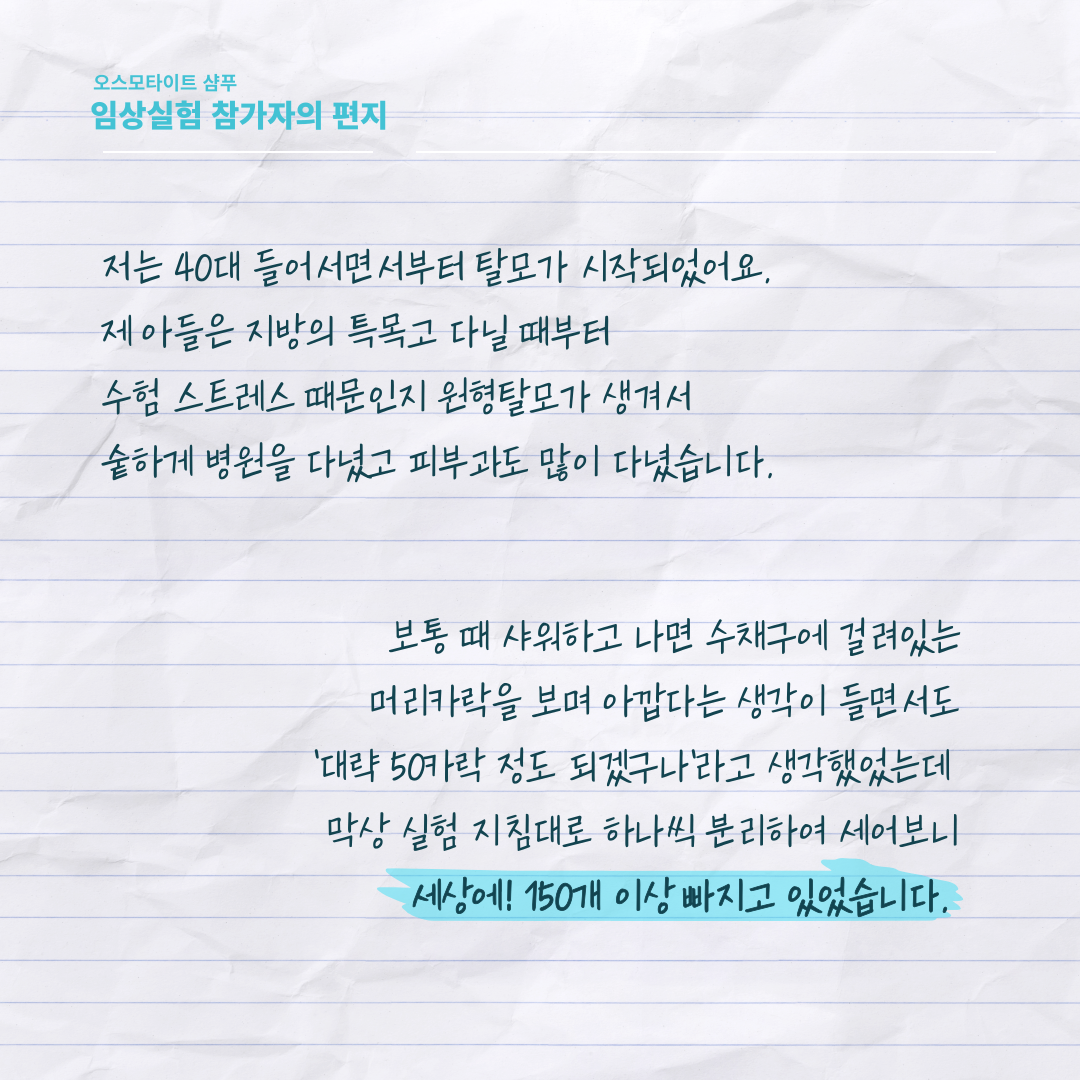 오스모타이트 샴푸
임상실험 참가자의 편지
저는 40대 들어서면서부터 탈모가 시작되었어요.
제 아들은 지방의 특목고 다닐 때부터
수험 스트레스 때문인지 원형탈모가 생겨서
숱하게 병원을 다녔고 피부과도 많이 다녔습니다.
보통 때 샤워하고 나면 수채구에 걸려있는
머리카락을 보며 아깝다는 생각이 들면서도
'대략 50가락 정도 되겠구나'라고 생각했었는데
막상 실험 지침대로 하나씩 분리하여 세어보니
세상에! 150개 이상 빠지고 있었습니다.